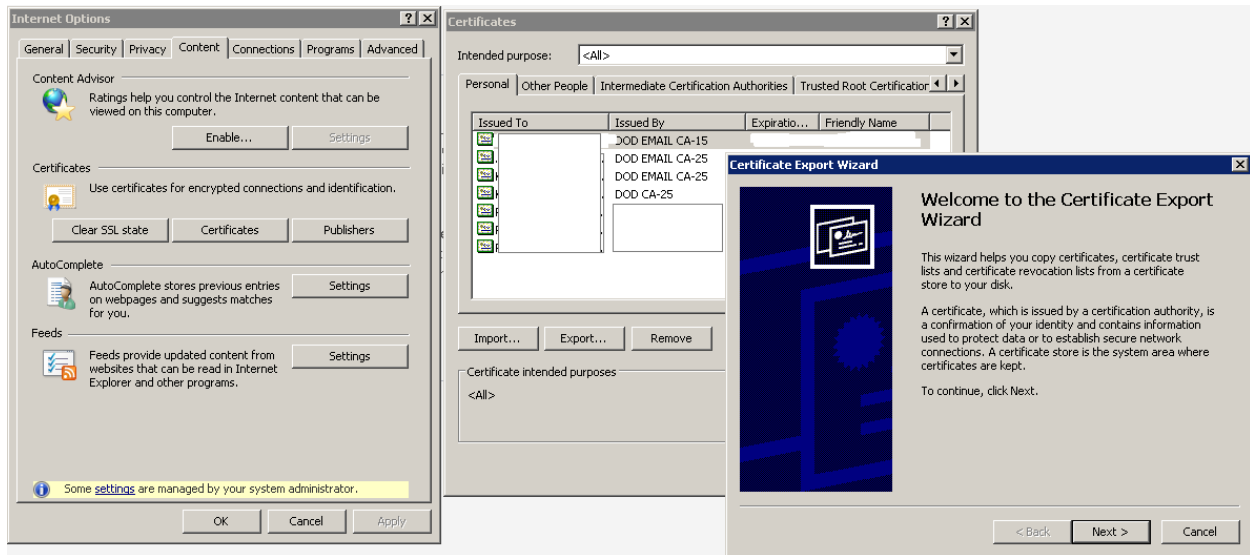 Internet Options
General Security Privacy Content Connections Programs Advanced
Content Advisor
Ratings help you control the Internet content that can be
viewed on this computer.
Enable... Settings
Certificates
Use certificates for encrypted connections and identification.
Clear SSL state Certificates Publishers
AutoComplete
AutoComplete stores previous entries
on webpages and suggests matches
for you.
Settings
Feeds
Feeds provide updated content from
websites that can be read in Internet
Explorer and other programs.
Settings
Some settings are managed by your system administrator.
OK Cancel Apply
Certificates
Intended purpose: <All>
Personal Other People Intermediate Certification Authorities Trusted Root Certification
Issued To Issued By Expiratio... Friendly Name
DOD EMAIL CA-15
DOD EMAIL CA-25
DOD EMAIL CA-25
DOD CA-25
Import... Export... Remove
Certificate intended purposes
<All>
Certificate Export Wizard
Welcome to the Certificate Export
Wizard
This wizard helps you copy certificates, certificate trust
lists and certificate revocation lists from a certificate
store to your disk.
A certificate, which is issued by a certification authority, is
a confirmation of your identity and contains information
used to protect data or to establish secure network
connections. A certificate store is the system area where
certificates are kept.
To continue, click Next.
< Back Next > Cancel